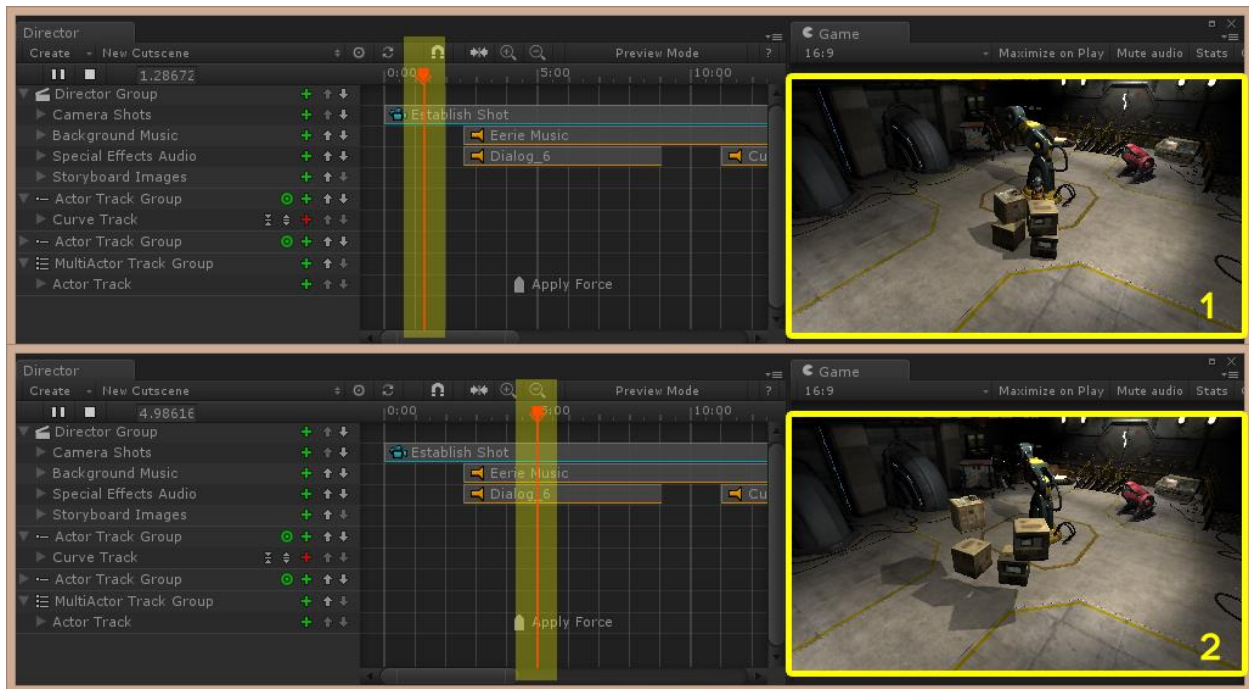 Director
Game
Create New Cutscene Preview Mode ?
16:9 Maximize on Play Mute audio Stats
1.28672 0:00 5:00 10:00
Director Group
Camera Shots Establish Shot
Background Music Eerie Music
Special Effects Audio Dialog_6 Cu
Storyboard Images
Actor Track Group
Curve Track
Actor Track Group
MultiActor Track Group
Actor Track Apply Force
1
Director
Game
Create New Cutscene Preview Mode ?
16:9 Maximize on Play Mute audio Stats
4.98616 0:00 5:00 10:00
Director Group
Camera Shots Establish Shot
Background Music Eerie Music
Special Effects Audio Dialog_6 Cu
Storyboard Images
Actor Track Group
Curve Track
Actor Track Group
MultiActor Track Group
Actor Track Apply Force
2